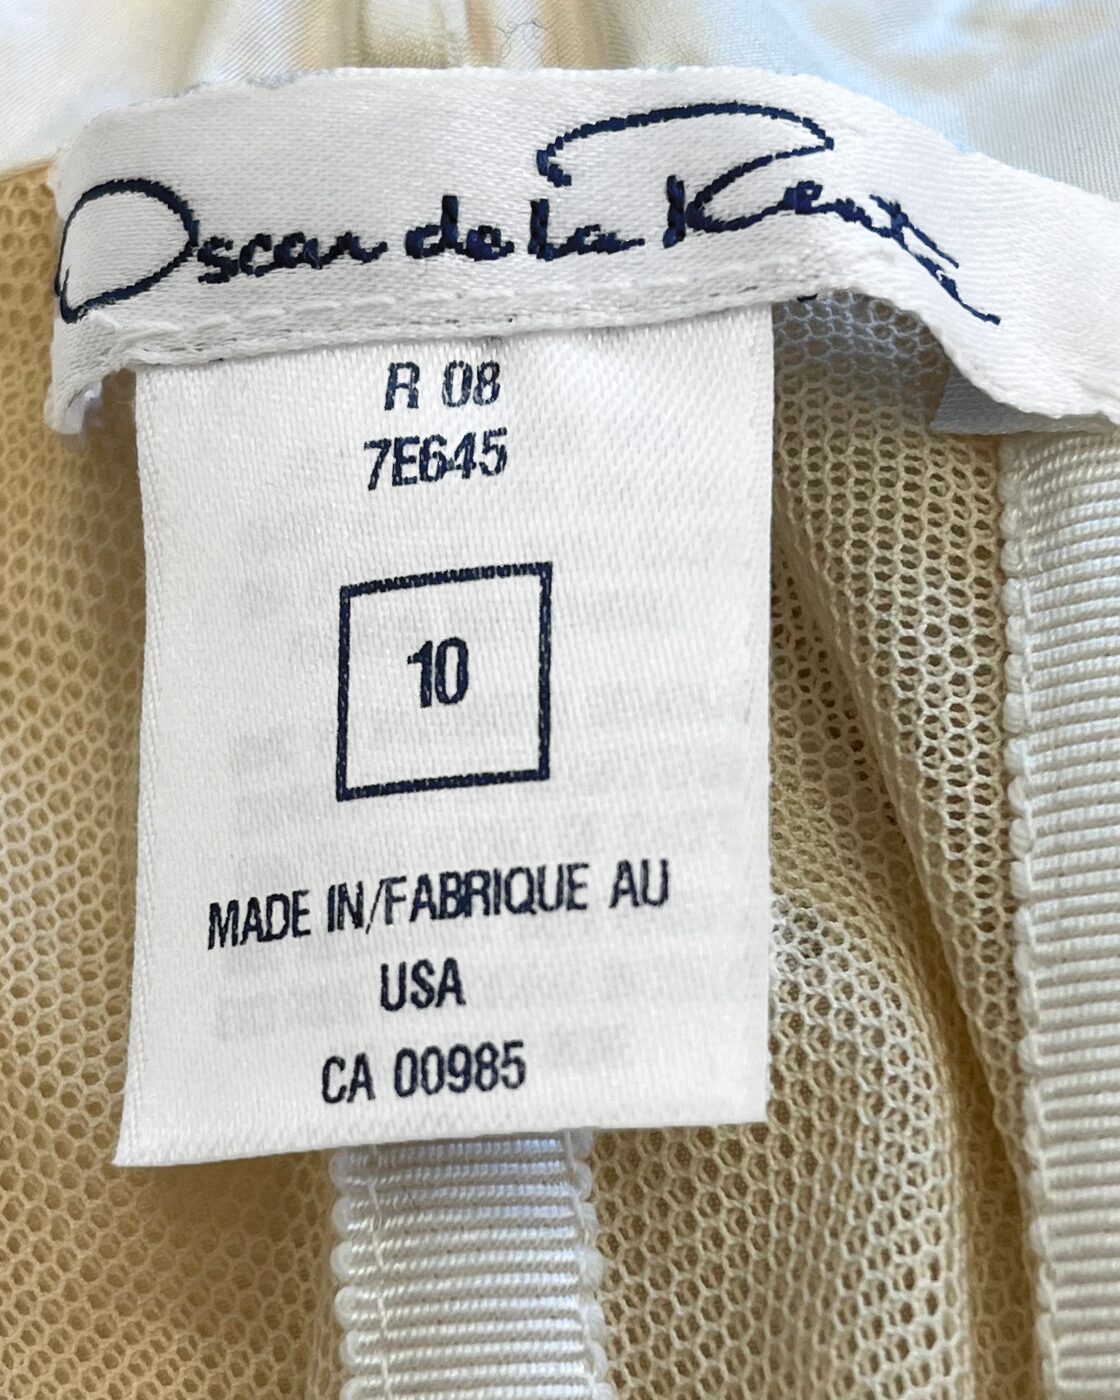 Oscar de la Renta
R 08
7E645
10
MADE IN/FABRIQUE AU
USA
CA 00985